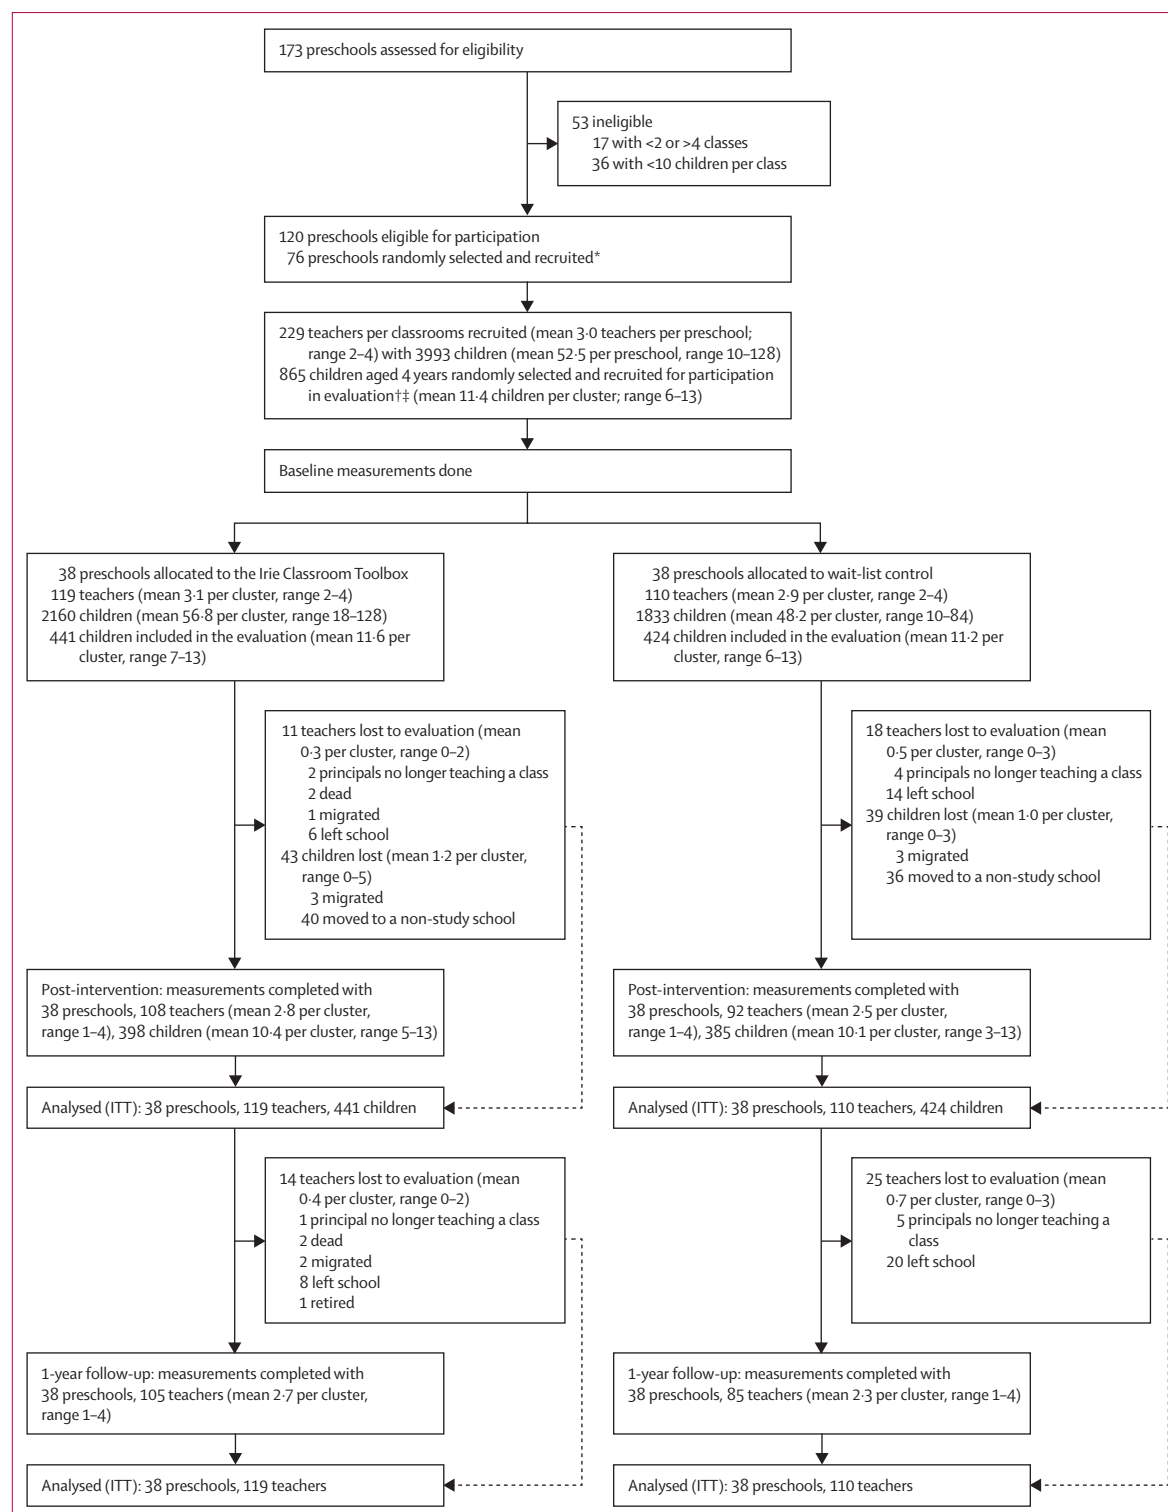 173 preschools assessed for eligibility
53 ineligible
17 with <2 or >4 classes
36 with <10 children per class
120 preschools eligible for participation
76 preschools randomly selected and recruited*
229 teachers per classrooms recruited (mean 3·0 teachers per preschool;
range 2–4) with 3993 children (mean 52·5 per preschool, range 10–128)
865 children aged 4 years randomly selected and recruited for participation
in evaluation†‡ (mean 11·4 children per cluster; range 6–13)
Baseline measurements done
38 preschools allocated to the Irie Classroom Toolbox
119 teachers (mean 3·1 per cluster, range 2–4)
2160 children (mean 56·8 per cluster, range 18–128)
441 children included in the evaluation (mean 11·6 per
cluster, range 7–13)
38 preschools allocated to wait-list control
110 teachers (mean 2·9 per cluster, range 2–4)
1833 children (mean 48·2 per cluster, range 10–84)
424 children included in the evaluation (mean 11·2 per
cluster, range 6–13)
11 teachers lost to evaluation (mean
0·3 per cluster, range 0–2)
2 principals no longer teaching a class
2 dead
1 migrated
6 left school
43 children lost (mean 1·2 per cluster,
range 0–5)
3 migrated
40 moved to a non-study school
18 teachers lost to evaluation (mean
0·5 per cluster, range 0–3)
4 principals no longer teaching a class
14 left school
39 children lost (mean 1·0 per cluster,
range 0–3)
3 migrated
36 moved to a non-study school
Post-intervention: measurements completed with
38 preschools, 108 teachers (mean 2·8 per cluster,
range 1–4), 398 children (mean 10·4 per cluster, range 5–13)
Post-intervention: measurements completed with
38 preschools, 92 teachers (mean 2·5 per cluster,
range 1–4), 385 children (mean 10·1 per cluster, range 3–13)
Analysed (ITT): 38 preschools, 119 teachers, 441 children
Analysed (ITT): 38 preschools, 110 teachers, 424 children
14 teachers lost to evaluation (mean
0·4 per cluster, range 0–2)
1 principal no longer teaching a class
2 dead
2 migrated
8 left school
1 retired
25 teachers lost to evaluation (mean
0·7 per cluster, range 0–3)
5 principals no longer teaching a
class
20 left school
1-year follow-up: measurements completed with
38 preschools, 105 teachers (mean 2·7 per cluster,
range 1–4)
1-year follow-up: measurements completed with
38 preschools, 85 teachers (mean 2·3 per cluster, range 1–4)
Analysed (ITT): 38 preschools, 119 teachers
Analysed (ITT): 38 preschools, 110 teachers